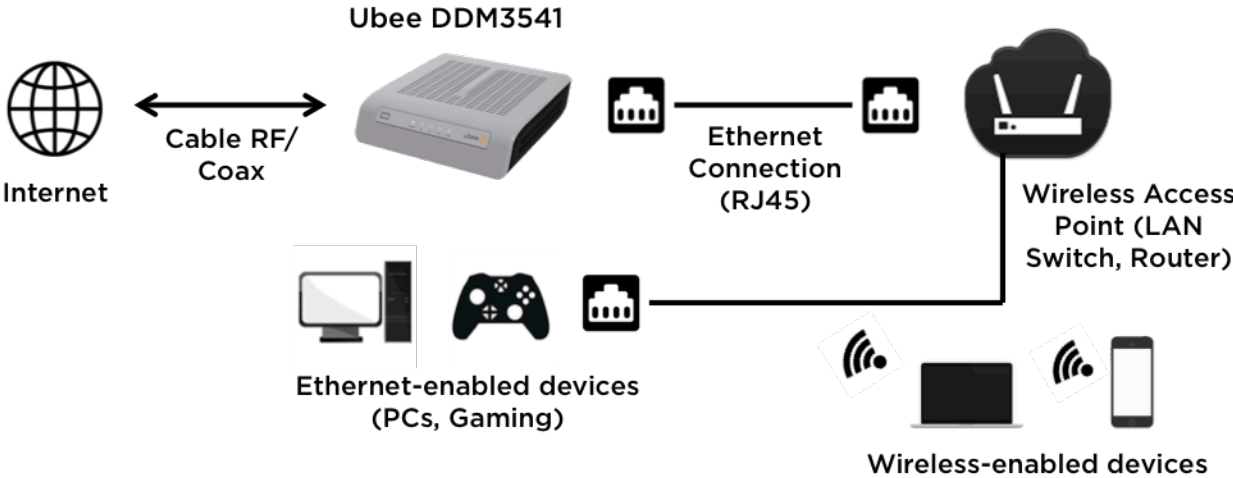 Ubee DDM3541
Cable RF/
Coax
Internet
Ethernet
Connection
(RJ45)
Wireless Access
Point (LAN
Switch, Router)
Ethernet-enabled devices
(PCs, Gaming)
Wireless-enabled devices
ubee